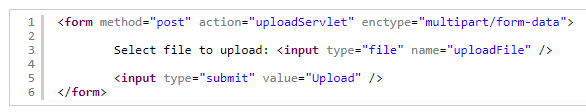 1 <form method="post" action="uploadServlet" enctype="multipart/form-data">
2
3 Select file to upload: <input type="file" name="uploadFile" />
4
5 <input type="submit" value="Upload" />
6 </form>